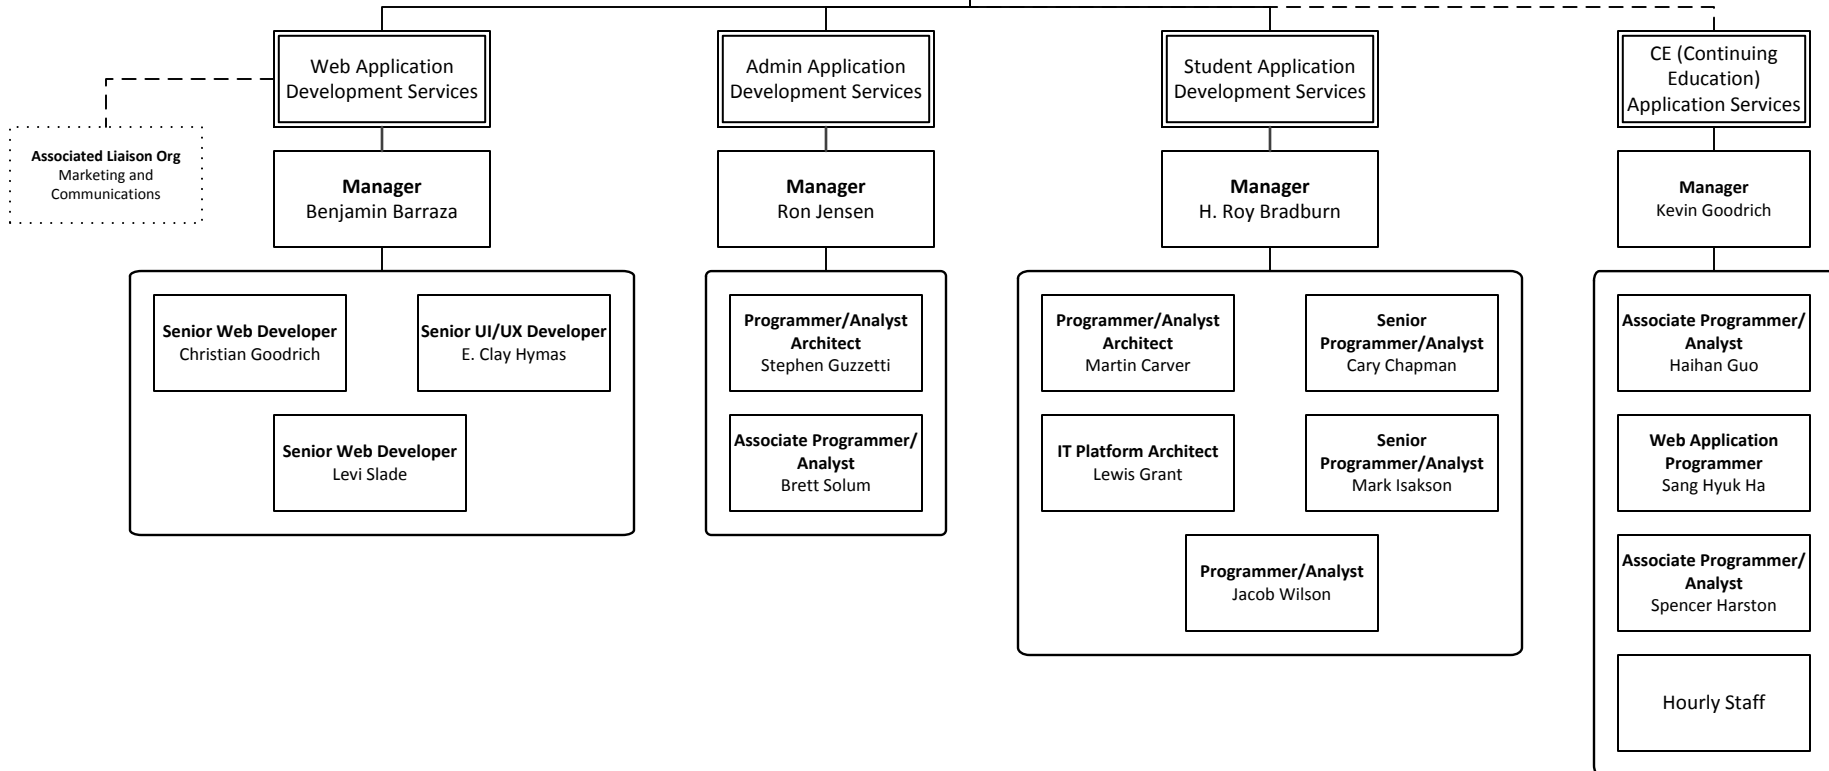 Web Application
Development Services
Admin Application
Development Services
Student Application
Development Services
CE (Continuing
Education)
Application Services
Associated Liaison Org
Marketing and
Communications
Manager
Benjamin Barraza
Manager
Ron Jensen
Manager
H. Roy Bradburn
Manager
Kevin Goodrich
Senior Web Developer
Christian Goodrich
Senior UI/UX Developer
E. Clay Hymas
Senior Web Developer
Levi Slade
Programmer/Analyst
Architect
Stephen Guzzetti
Associate Programmer/
Analyst
Brett Solum
Programmer/Analyst
Architect
Martin Carver
Senior
Programmer/Analyst
Cary Chapman
IT Platform Architect
Lewis Grant
Senior
Programmer/Analyst
Mark Isakson
Programmer/Analyst
Jacob Wilson
Associate Programmer/
Analyst
Haihan Guo
Web Application
Programmer
Sang Hyuk Ha
Associate Programmer/
Analyst
Spencer Harston
Hourly Staff